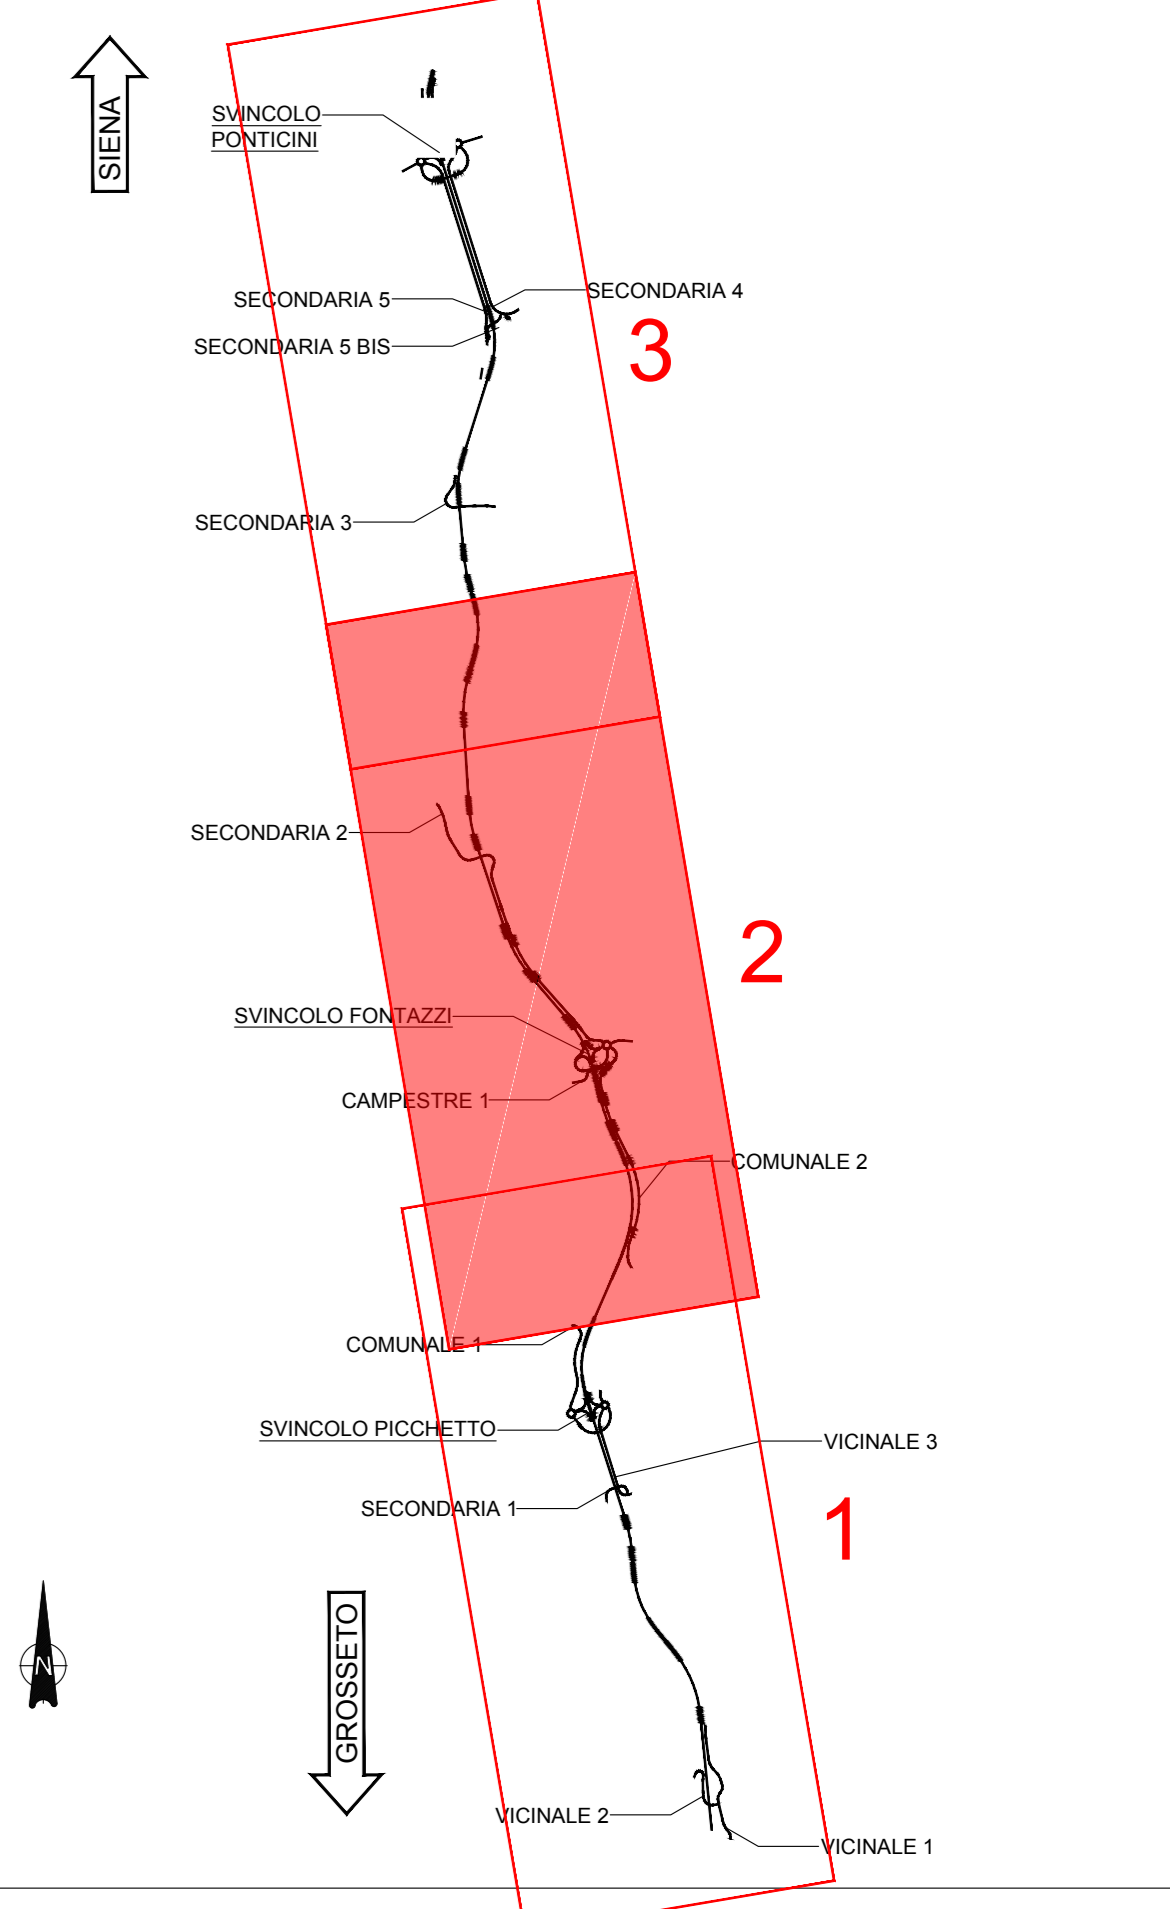 SIENA
SVINCOLO
PONTICINI
SECONDARIA 5
SECONDARIA 4
SECONDARIA 5 BIS
3
SECONDARIA 3
SECONDARIA 2
2
SVINCOLO FONTAZZI
CAMPESTRE 1
COMUNALE 2
COMUNALE 1
SVINCOLO PICCHETTO
VICINALE 3
SECONDARIA 1
1
N
GROSSETO
VICINALE 2
VICINALE 1